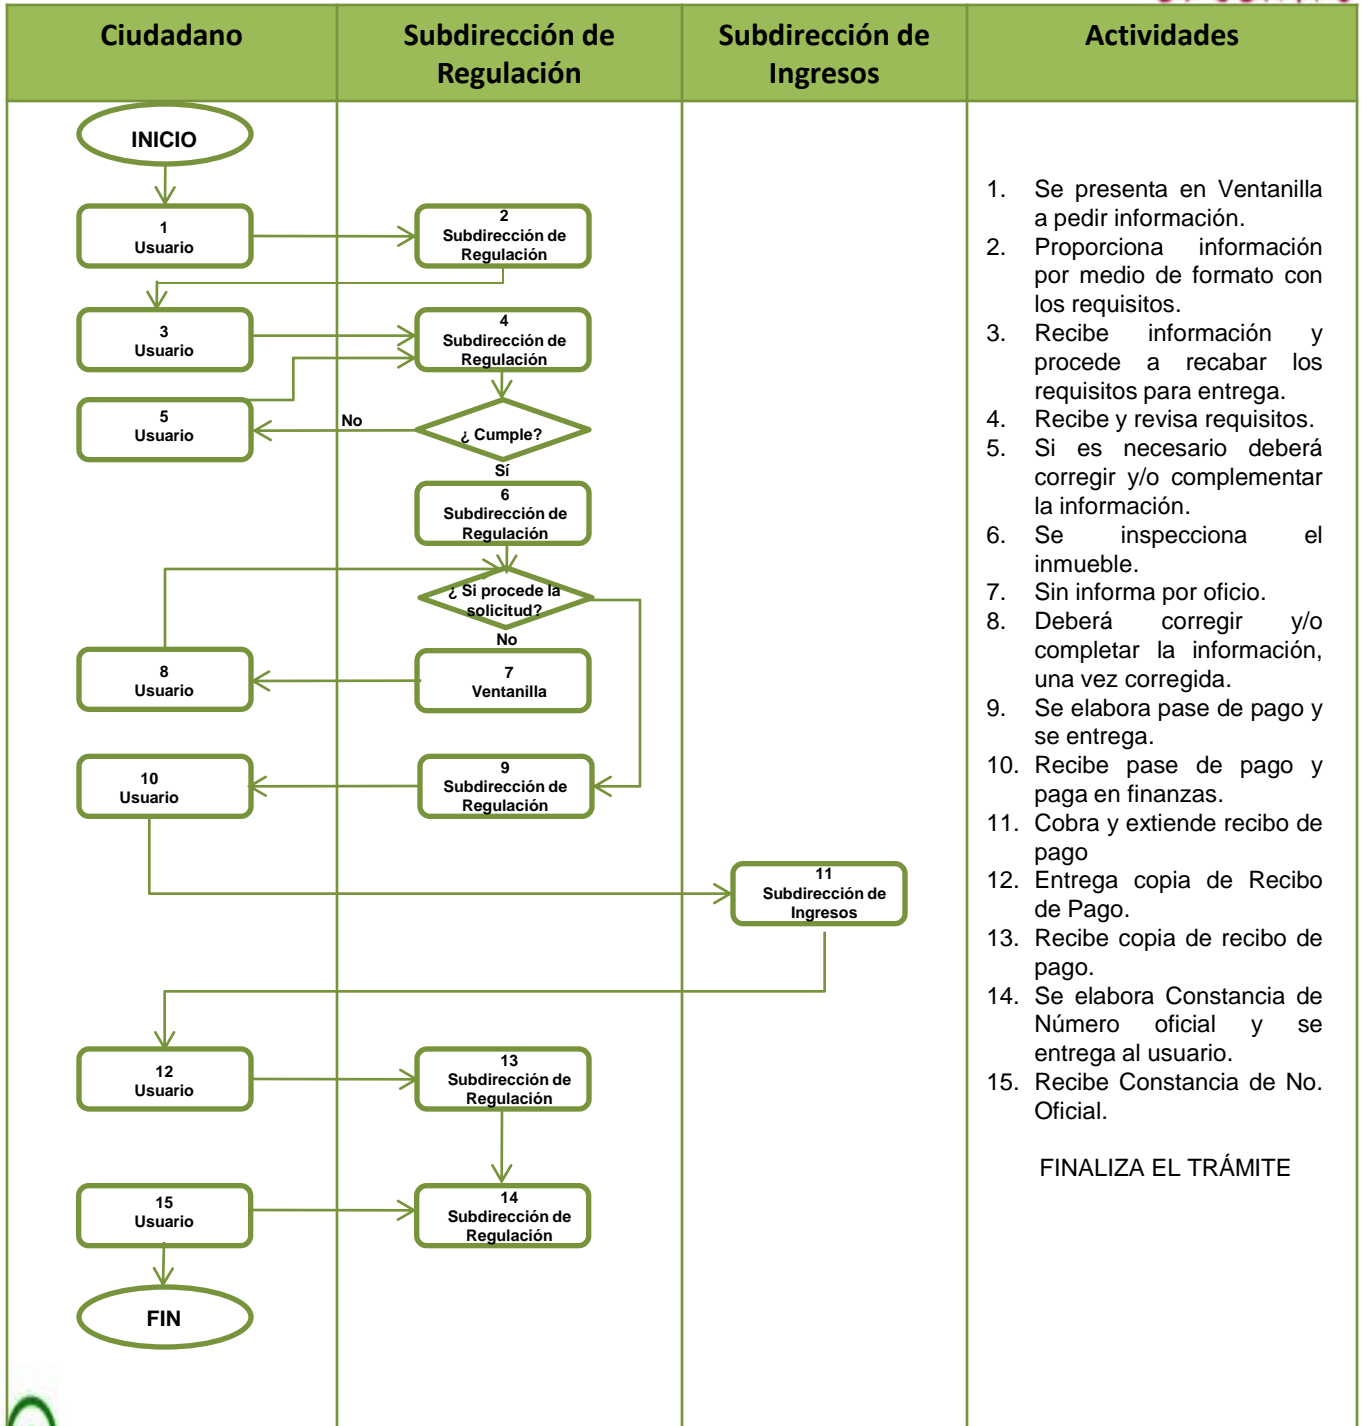 Ciudadano
Subdirección de
Regulación
Subdirección de
Ingresos
Actividades
INICIO
1
Usuario
2
Subdirección de
Regulación
3
Usuario
4
Subdirección de
Regulación
5
Usuario
No
¿ Cumple?
Sí
6
Subdirección de
Regulación
¿ Si procede la
solicitud?
No
8
Usuario
7
Ventanilla
10
Usuario
9
Subdirección de
Regulación
11
Subdirección de
Ingresos
12
Usuario
13
Subdirección de
Regulación
15
Usuario
14
Subdirección de
Regulación
FIN
1. Se presenta en Ventanilla
a pedir información.
2. Proporciona información
por medio de formato con
los requisitos.
3. Recibe información y
procede a recabar los
requisitos para entrega.
4. Recibe y revisa requisitos.
5. Si es necesario deberá
corregir y/o complementar
la información.
6. Se inspecciona el
inmueble.
7. Sin informa por oficio.
8. Deberá corregir y/o
completar la información,
una vez corregida.
9. Se elabora pase de pago y
se entrega.
10. Recibe pase de pago y
paga en finanzas.
11. Cobra y extiende recibo de
pago
12. Entrega copia de Recibo
de Pago.
13. Recibe copia de recibo de
pago.
14. Se elabora Constancia de
Número oficial y se
entrega al usuario.
15. Recibe Constancia de No.
Oficial.
FINALIZA EL TRÁMITE